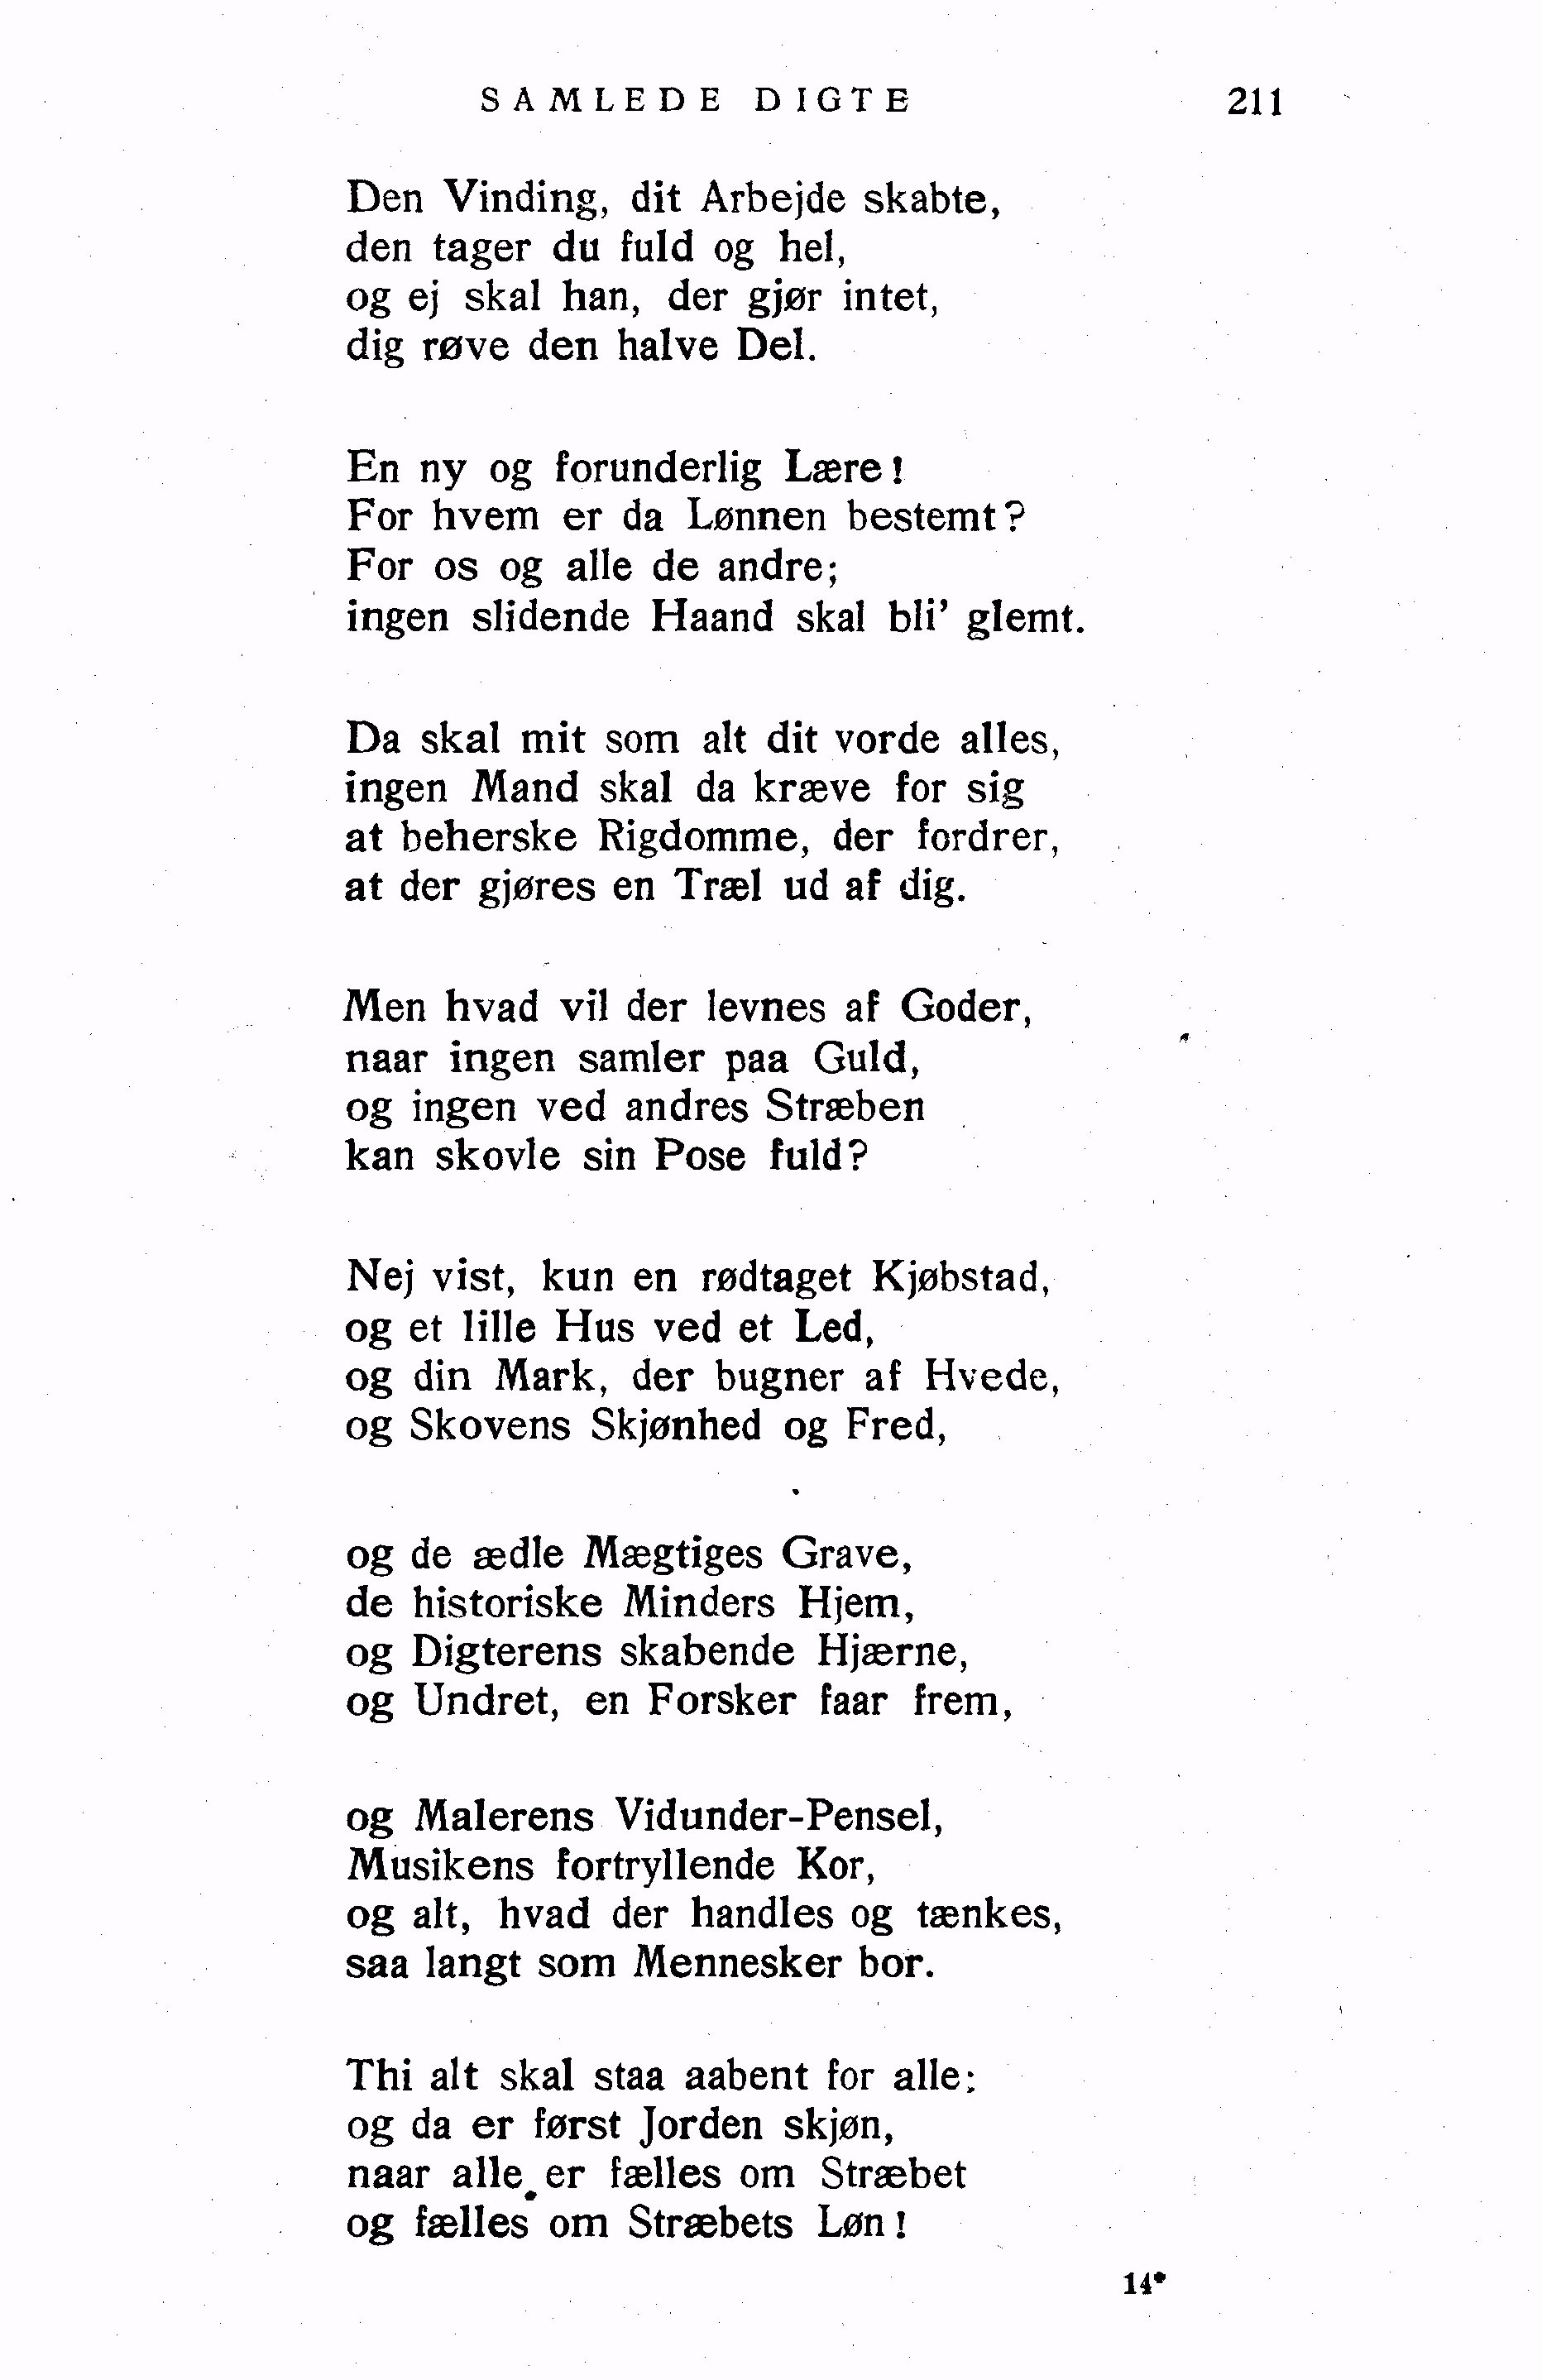 SAMLEDE DIGTE 211
Den Vinding, dit Arbejde skabte,
den tager du fuld og hel,
og ej skal han, der gjør intet,
dig røve den halve Del.
En ny og forunderlig Lære!
For hvem er da Lønnen bestemt?
For os og alle de andre;
ingen slidende Haand skal bli' glemt.
Da skal mit som alt dit vorde alles,
ingen Mand skal da kræve for sig
at beherske Rigdomme, der fordrer,
at der gjøres en Træl ud af dig.
Men hvad vil der levnes af Goder,
naar ingen samler paa Guld,
og ingen ved andres Stræben
kan skovle sin Pose fuld?
Nej vist, kun en rødtaget Kjøbstad,
og et lille Hus ved et Led,
og din Mark, der bugner af Hvede,
og Skovens Skjønhed og Fred,
og de ædle Mægtiges Grave,
de historiske Minders Hjem,
og Digterens skabende Hjærne,
og Undret, en Forsker faar frem,
og Malerens Vidunder-Pensel,
Musikens fortryllende Kor,
og alt, hvad der handles og tænkes,
saa langt som Mennesker bor.
Thi alt skal staa aabent for alle;
og da er først Jorden skjøn,
naar alle er fælles om Stræbet
og fælles om Stræbets Løn!
14*